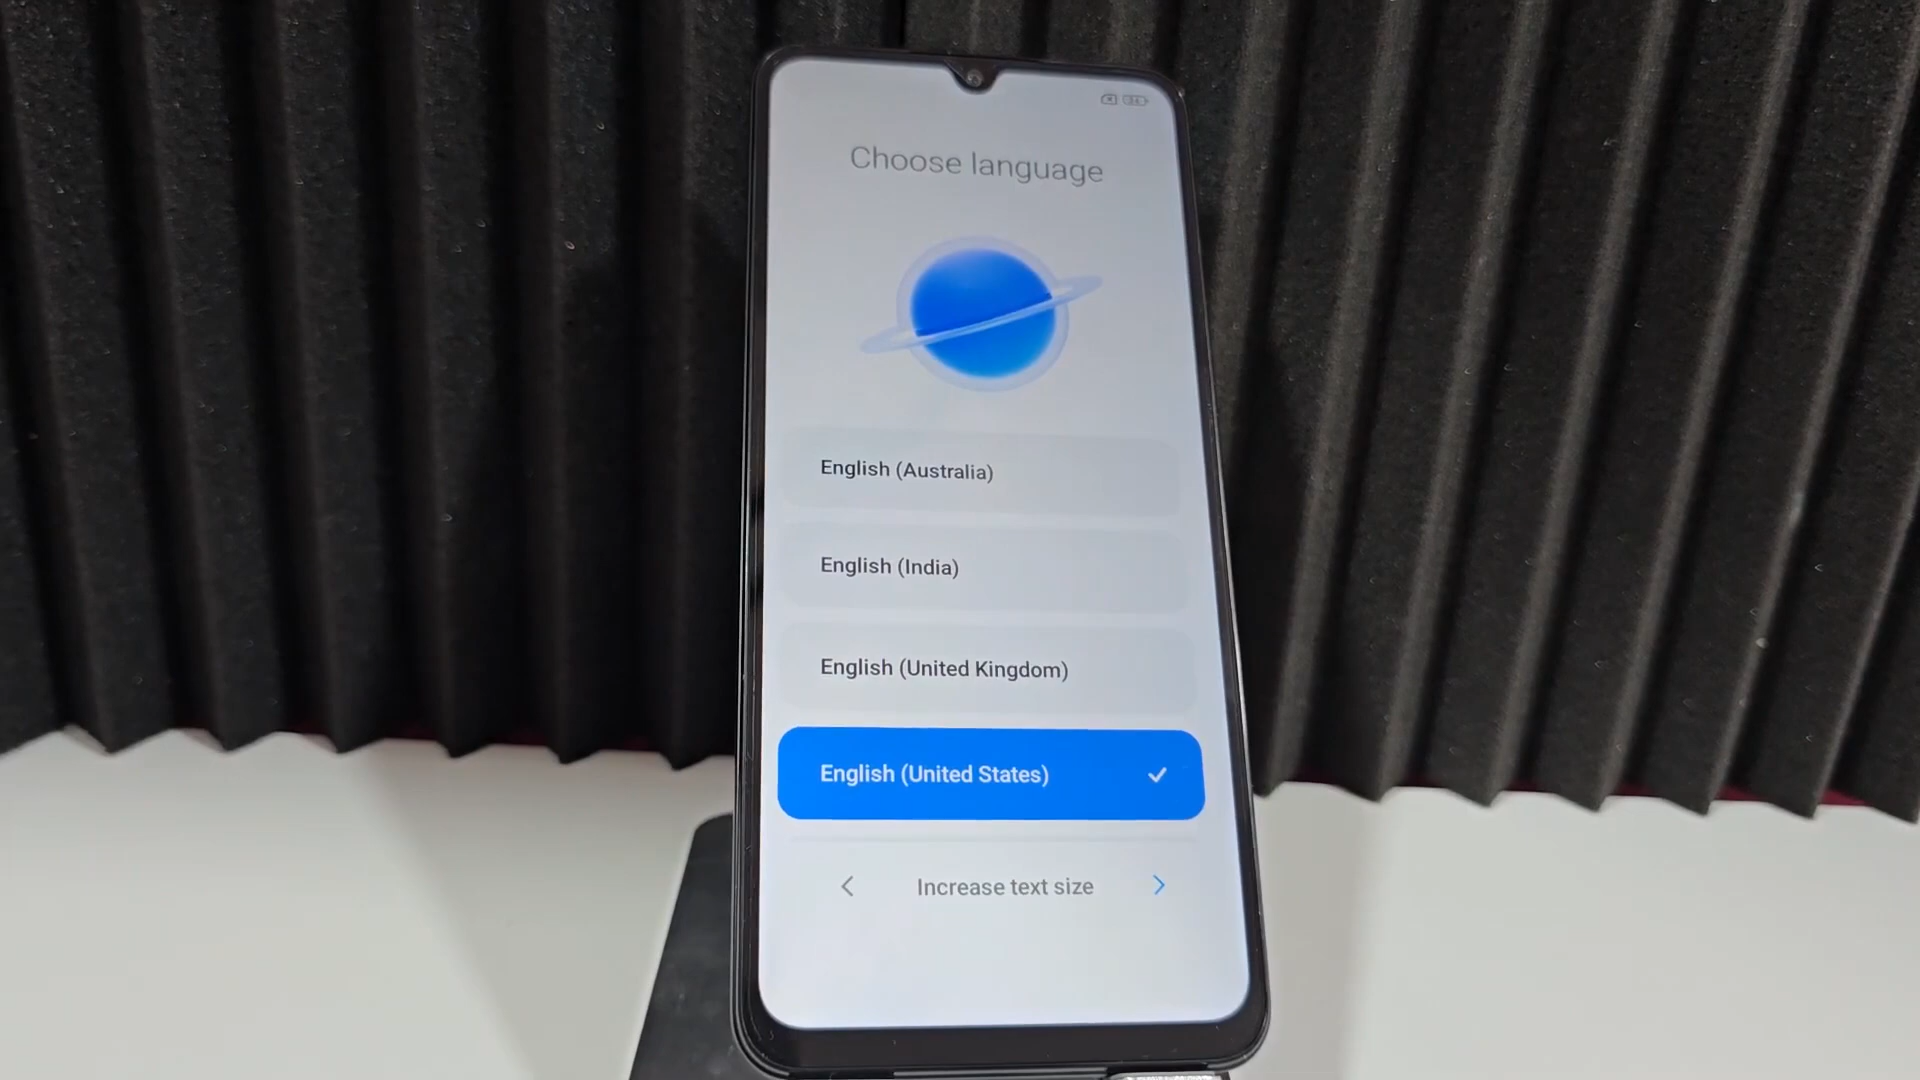 Choose language
English (Australia)
English (India)
English (United Kingdom)
English (United States)
Increase text size